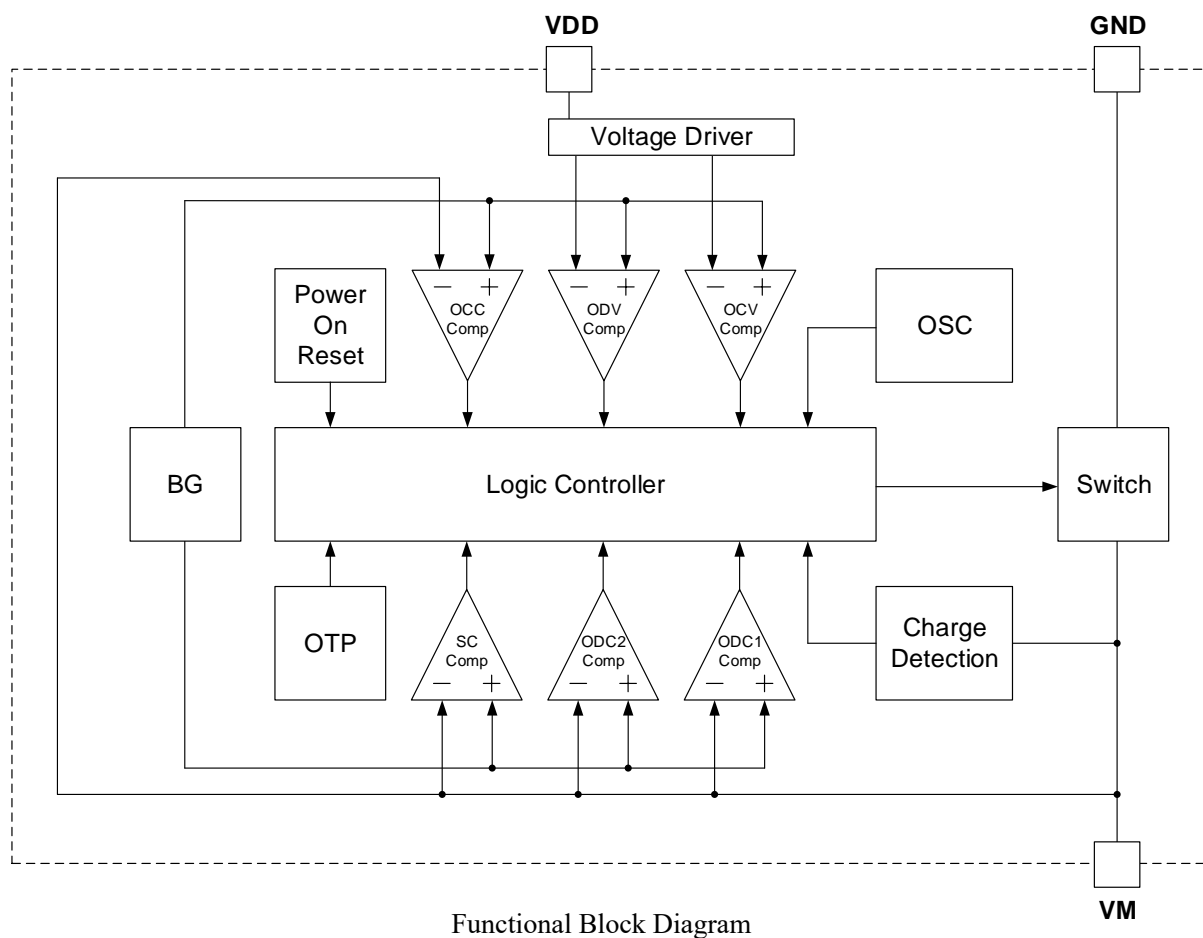 VDD
GND
Voltage Driver
Power
On
Reset
− +
OCC
Comp
− +
ODV
Comp
− +
OCV
Comp
OSC
BG
Logic Controller
Switch
OTP
SC
Comp
− +
ODC2
Comp
− +
ODC1
Comp
− +
Charge
Detection
VM
Functional Block Diagram